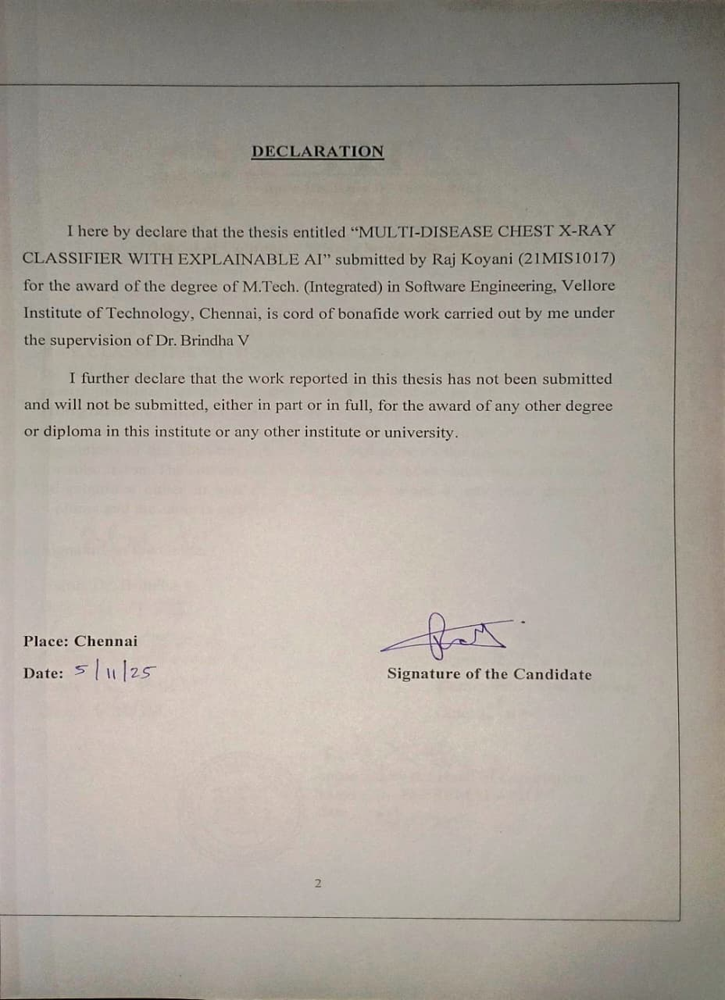 DECLARATION
I here by declare that the thesis entitled “MULTI-DISEASE CHEST X-RAY
CLASSIFIER WITH EXPLAINABLE AI” submitted by Raj Koyani (21MIS1017)
for the award of the degree of M.Tech. (Integrated) in Software Engineering, Vellore
Institute of Technology, Chennai, is cord of bonafide work carried out by me under
the supervision of Dr. Brindha V
I further declare that the work reported in this thesis has not been submitted
and will not be submitted, either in part or in full, for the award of any other degree
or diploma in this institute or any other institute or university.
Place: Chennai
Date: 5/11/25
Signature of the Candidate
2